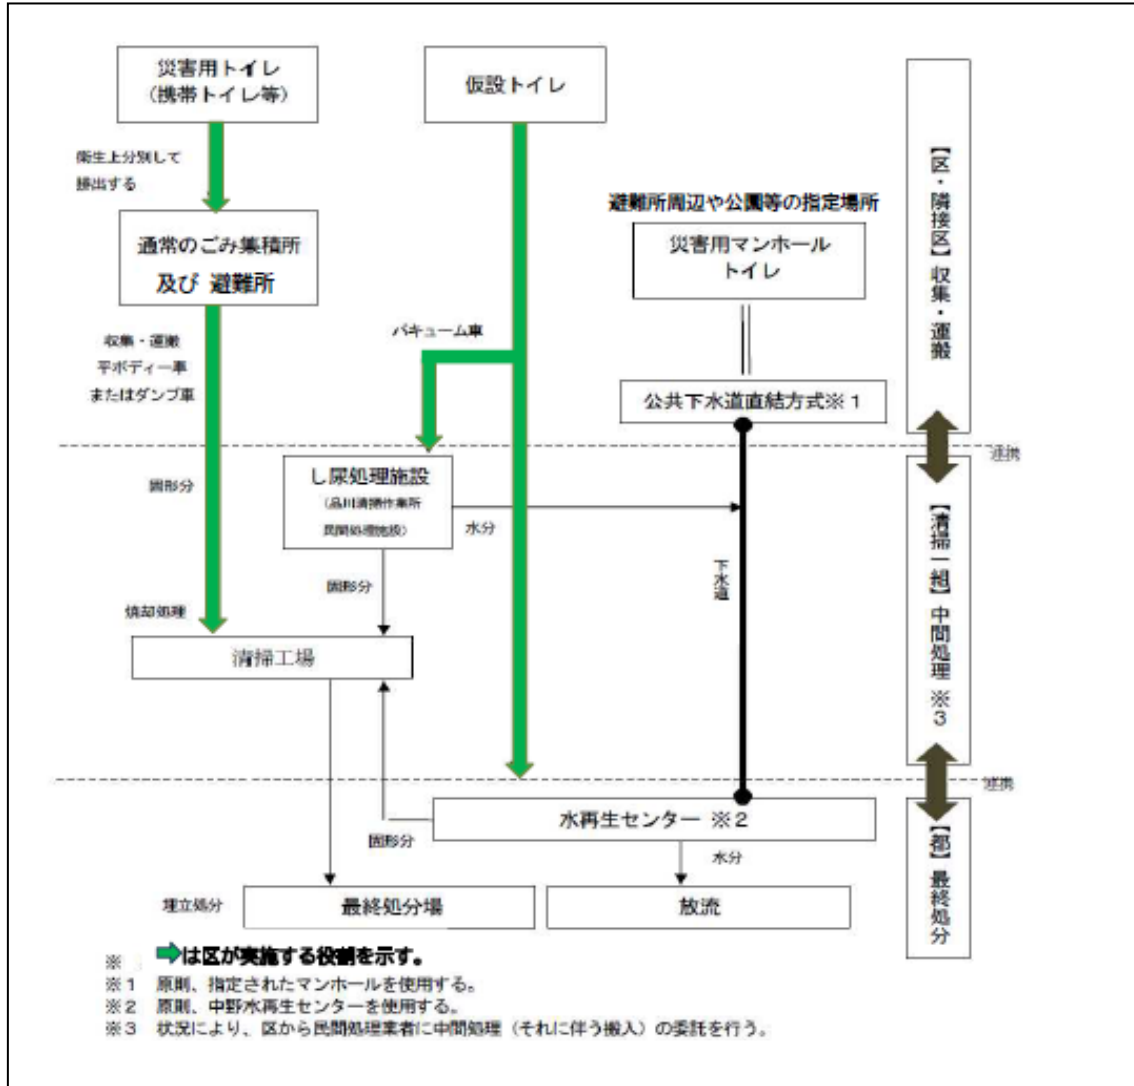 災害用トイレ
(携帯トイレ等)
仮設トイレ
衛生上分別して
勝出する
避難所周辺や公園等の指定場所
通常のごみ集積所
及び 避難所
災害用マンホール
トイレ
収集・運搬
平ボディー車
またはダンプ車
バキューム車
公共下水道直結方式※1
【区・隣接区】収集・運搬
連携
固形分
し尿処理施設
(品川清掃作業所
民間処理施設)
水分
固形分
下水道
【清掃一組】中間処理 ※3
焼却処理
清掃工場
連携
水再生センター ※2
固形分
水分
【都】最終処分
埋立処分
最終処分場
放流
※ は区が実施する役割を示す。
※1 原則、指定されたマンホールを使用する。
※2 原則、中野水再生センターを使用する。
※3 状況により、区から民間処理業者に中間処理(それに伴う搬入)の委託を行う。